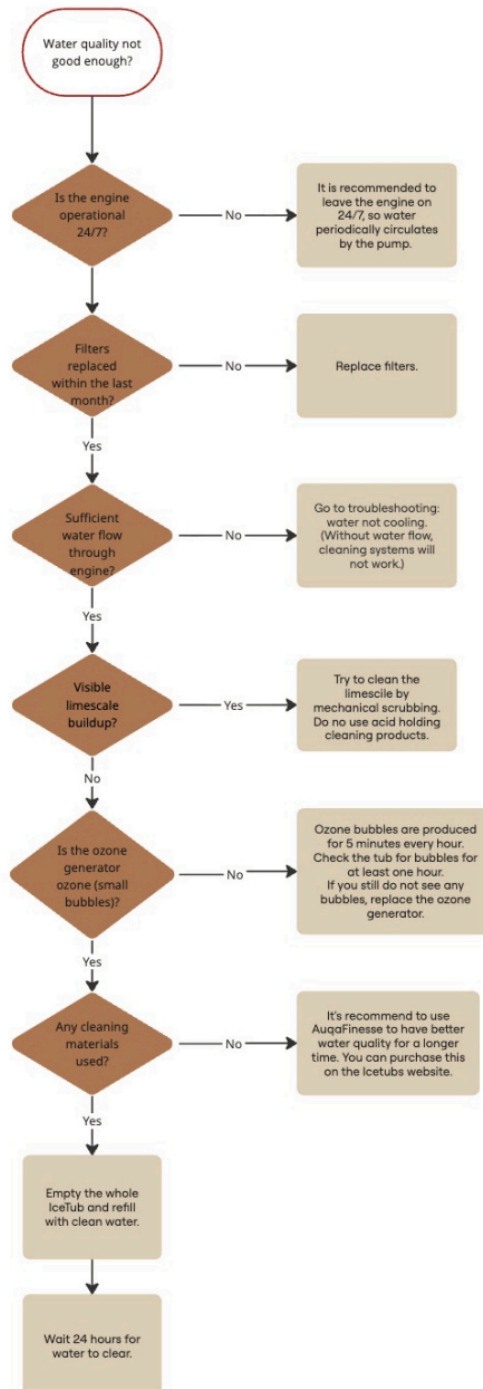 Water quality not
good enough?
Is the engine
operational
24/7?
No
It is recommended to
leave the engine on
24/7, so water
periodically circulates
by the pump.
Filters
replaced
within the last
month?
No
Replace filters.
Yes
Sufficient
water flow
through
engine?
No
Go to troubleshooting:
water not cooling.
(Without water flow,
cleaning systems will
not work.)
Yes
Visible
limescale
buildup?
Yes
Try to clean the
limescile by
mechanical scrubbing.
Do no use acid holding
cleaning products.
No
Is the ozone
generator
ozone (small
bubbles)?
No
Ozone bubbles are produced
for 5 minutes every hour.
Check the tub for bubbles for
at least one hour.
If you still do not see any
bubbles, replace the ozone
generator.
Yes
Any cleaning
materials
used?
No
It's recommend to use
AuqaFinesse to have better
water quality for a longer
time. You can purchase this
on the Icetubs website.
Yes
Empty the whole
IceTub and refill
with clean water.
Wait 24 hours for
water to clear.